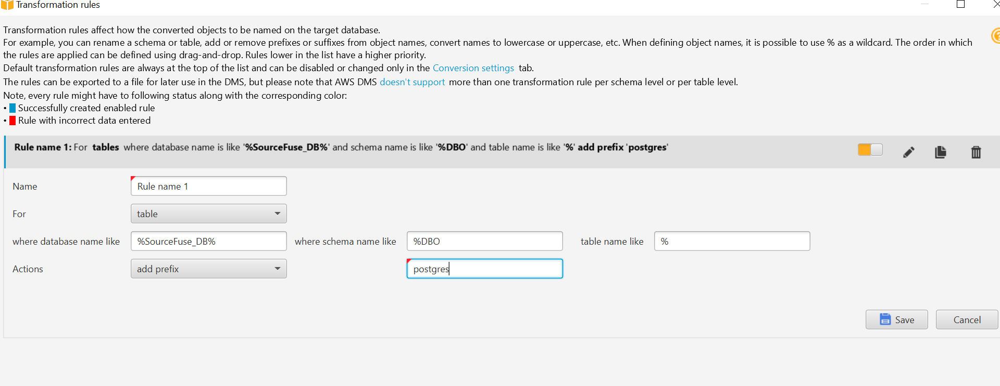 Transformation rules
Transformation rules affect how the converted objects to be named on the target database.
For example, you can rename a schema or table, add or remove prefixes or suffixes from object names, convert names to lowercase or uppercase, etc. When defining object names, it is possible to use % as a wildcard. The order in which
the rules are applied can be defined using drag-and-drop. Rules lower in the list have a higher priority.
Default transformation rules are always at the top of the list and can be disabled or changed only in the Conversion settings tab.
The rules can be exported to a file for later use in the DMS, but please note that AWS DMS doesn't support more than one transformation rule per schema level or per table level.
Note, every rule might have to following status along with the corresponding color:
• Successfully created enabled rule
• Rule with incorrect data entered
Rule name 1: For tables where database name is like '%SourceFuse_DB%' and schema name is like '%DBO' and table name is like '%' add prefix 'postgres'
Name Rule name 1
For table
where database name like %SourceFuse_DB% where schema name like %DBO table name like %
Actions add prefix postgres
Save Cancel